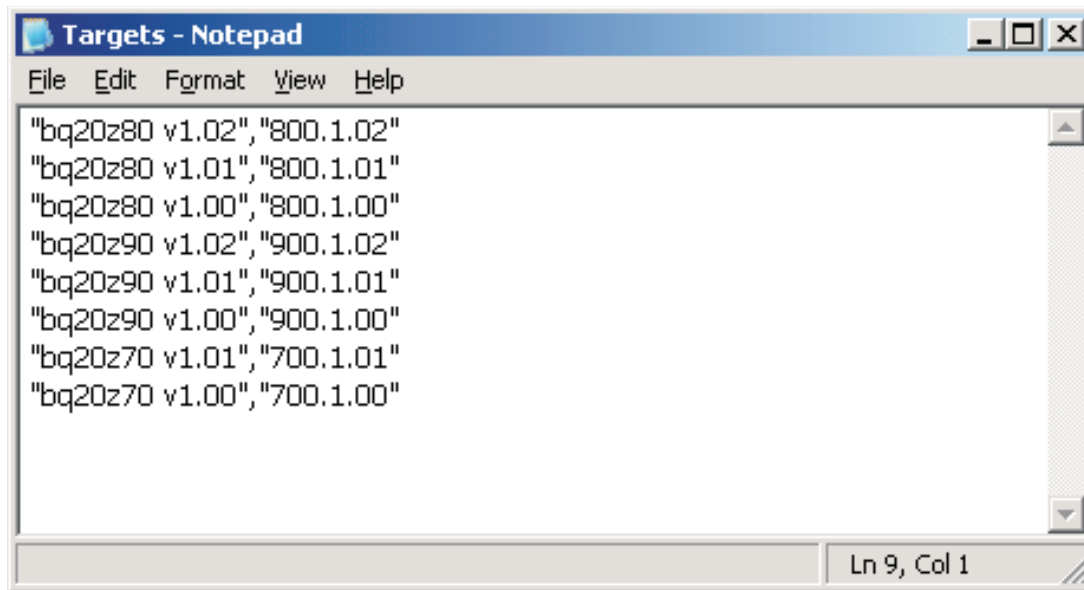 Targets - Notepad
File Edit Format View Help
"bq20z80 v1.02","800.1.02"
"bq20z80 v1.01","800.1.01"
"bq20z80 v1.00","800.1.00"
"bq20z90 v1.02","900.1.02"
"bq20z90 v1.01","900.1.01"
"bq20z90 v1.00","900.1.00"
"bq20z70 v1.01","700.1.01"
"bq20z70 v1.00","700.1.00"
Ln 9, Col 1